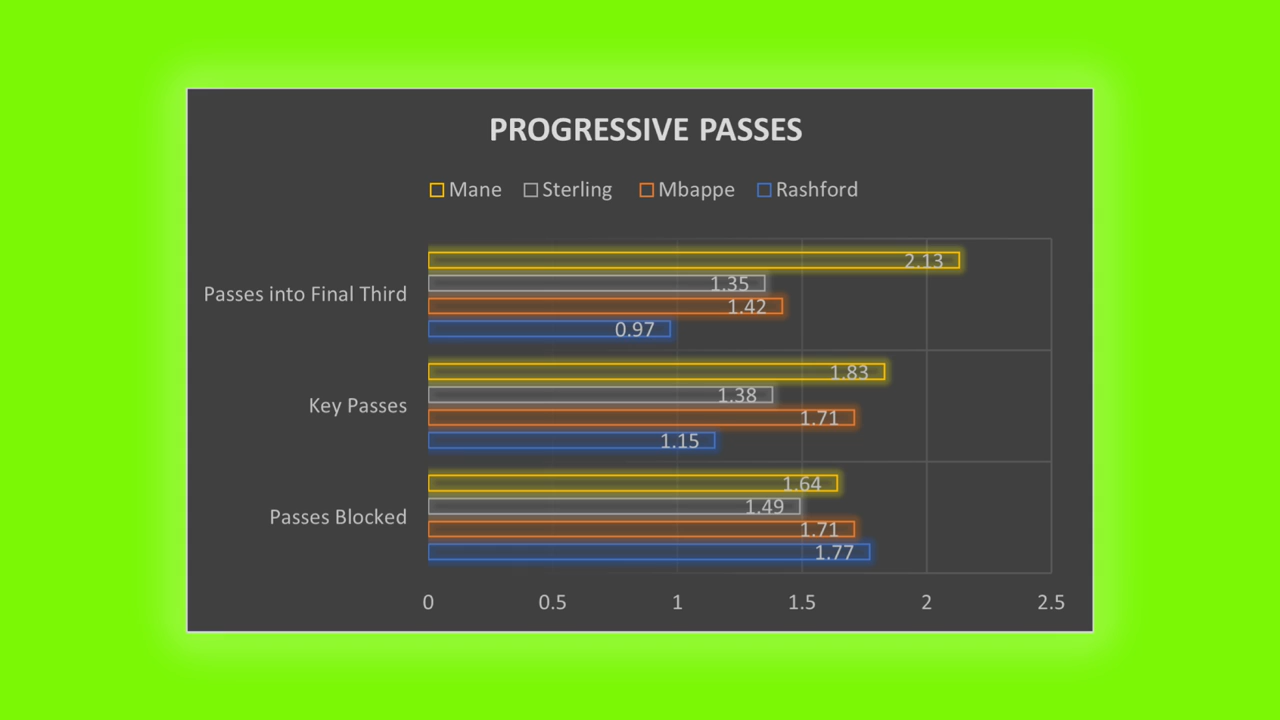 PROGRESSIVE PASSES
Mane Sterling Mbappe Rashford
Passes into Final Third
2.13
1.35
1.42
0.97
Key Passes
1.83
1.38
1.71
1.15
Passes Blocked
1.64
1.49
1.71
1.77
0 0.5 1 1.5 2 2.5